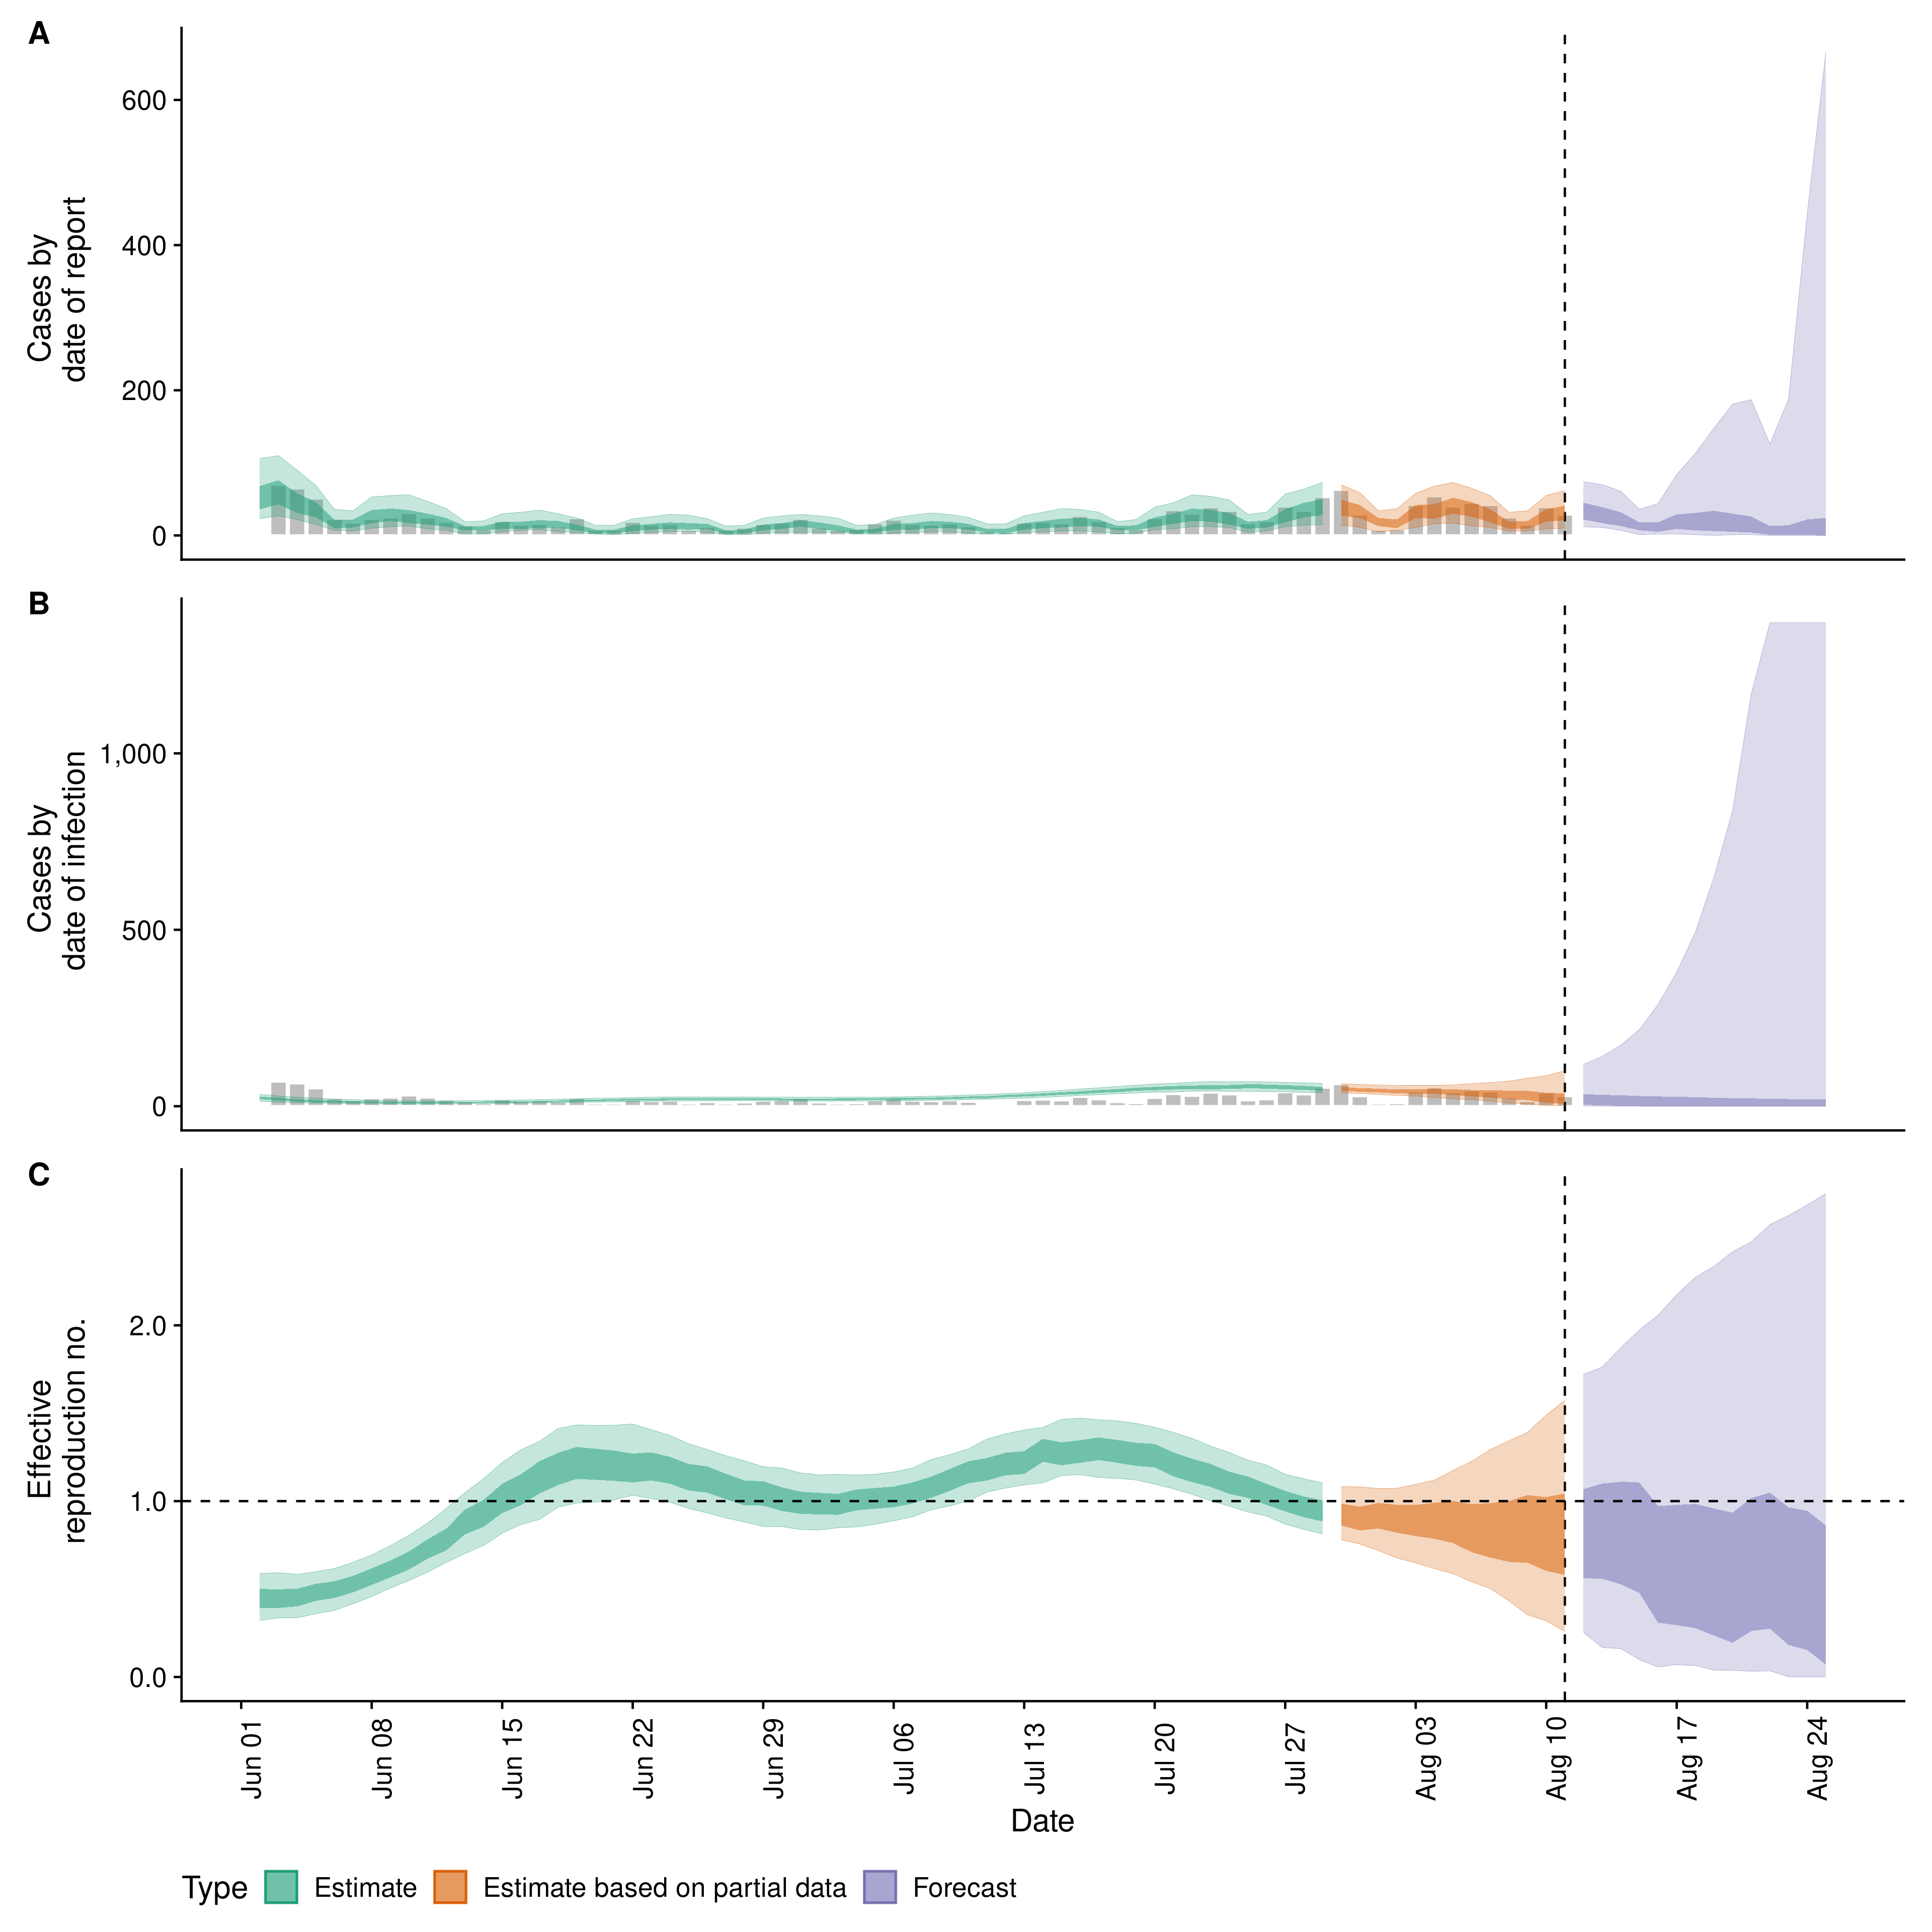 A
Cases by
date of report
600
400
200
0
B
Cases by
date of infection
1,000
500
0
C
Effective
reproduction no.
2.0
1.0
0.0
Jun 01
Jun 08
Jun 15
Jun 22
Jun 29
Jul 06
Jul 13
Jul 20
Jul 27
Aug 03
Aug 10
Aug 17
Aug 24
Date
Type Estimate Estimate based on partial data Forecast